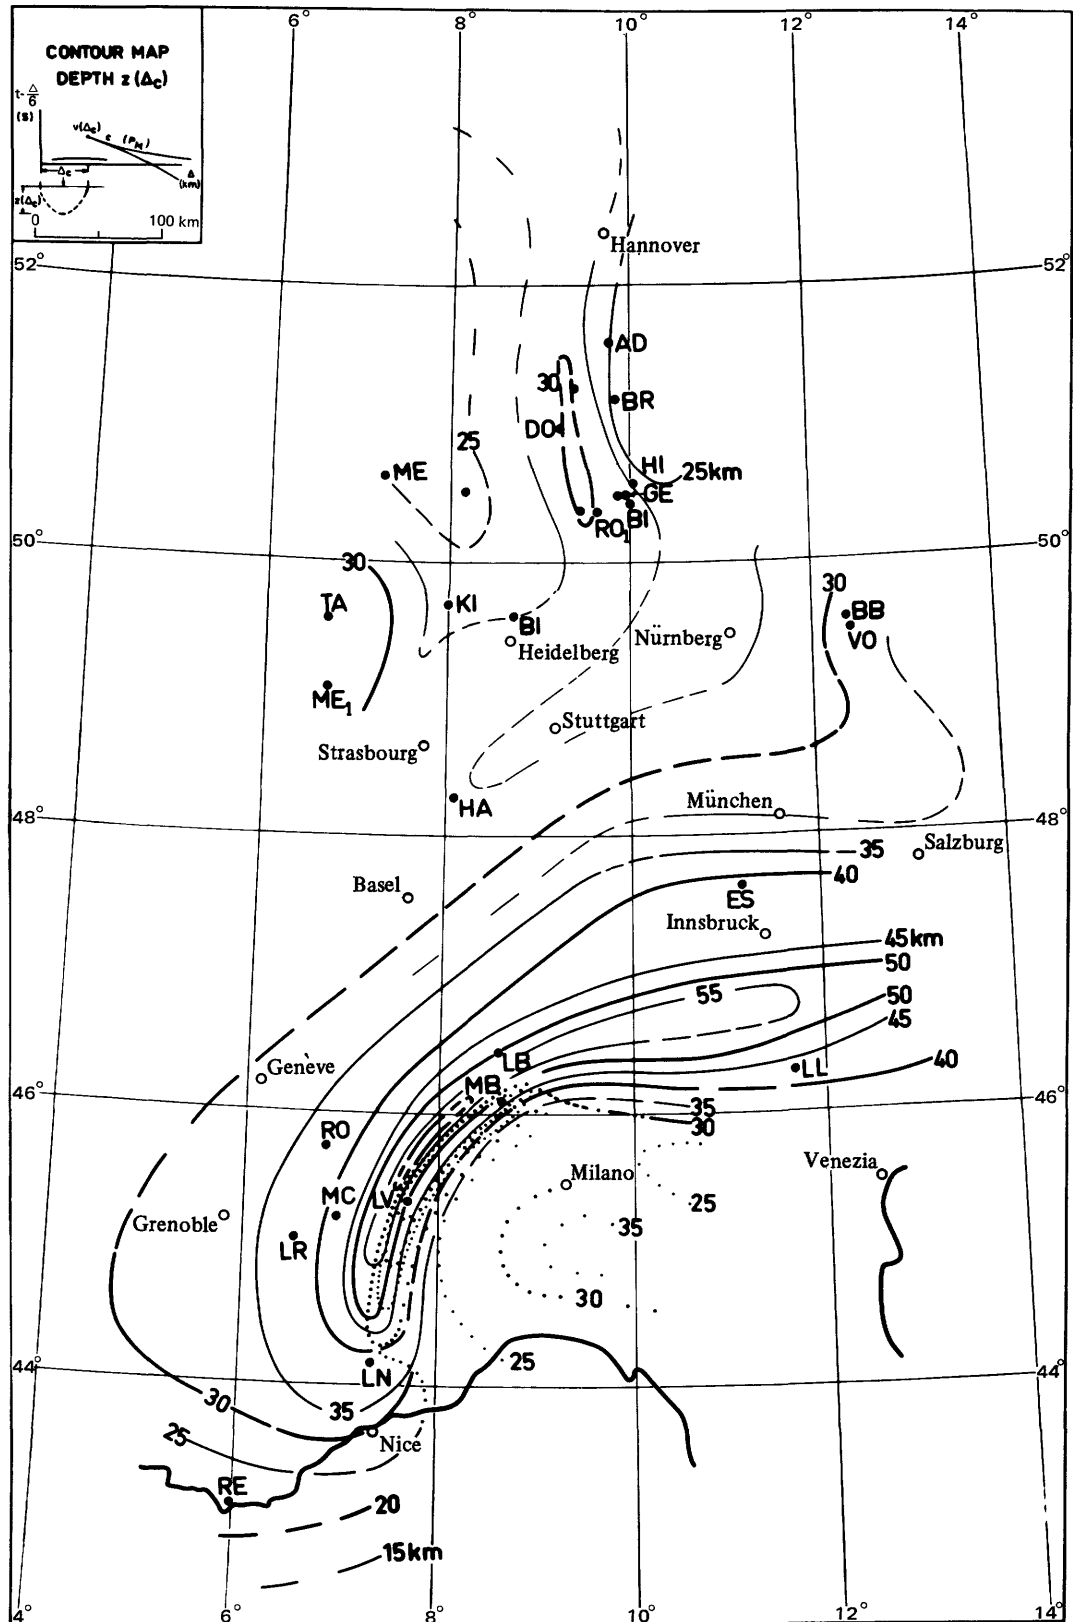 6° 8° 10° 12° 14°
CONTOUR MAP
DEPTH z (Δc)
t-Δ/6
(S)
v(Δc) c (PM)
Δc
Δ
(km)
z(Δc)
0 100 km
Hannover
52° 52°
AD
30
BR
DO
25
ME
HI
25km
GE
BI
RO1
50° 50°
30
30
TA
KI
BB
BI
VO
Nürnberg
Heidelberg
ME1
Stuttgart
Strasbourg
HA
München
48° 48°
Salzburg
35
40
Basel
ES
Innsbruck
45km
50
55
50
45
LB
40
Genève
LL
MB
46° 46°
35
30
RO
Milano
Venezia
MC
LV
25
Grenoble
35
LR
30
25
44° 44°
LN
30
35
25
Nice
RE
20
15km
4° 6° 8° 10° 12° 14°